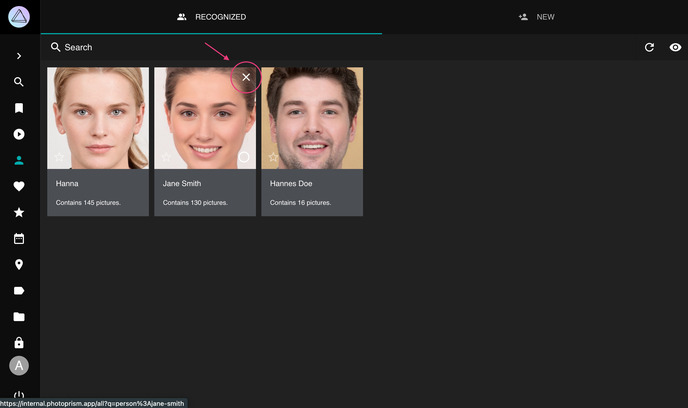 RECOGNIZED
NEW
Search
Hanna
Jane Smith
Hannes Doe
Contains 145 pictures.
Contains 130 pictures.
Contains 16 pictures.
A
https://internal.photoprism.app/all?q=person%3Ajane-smith